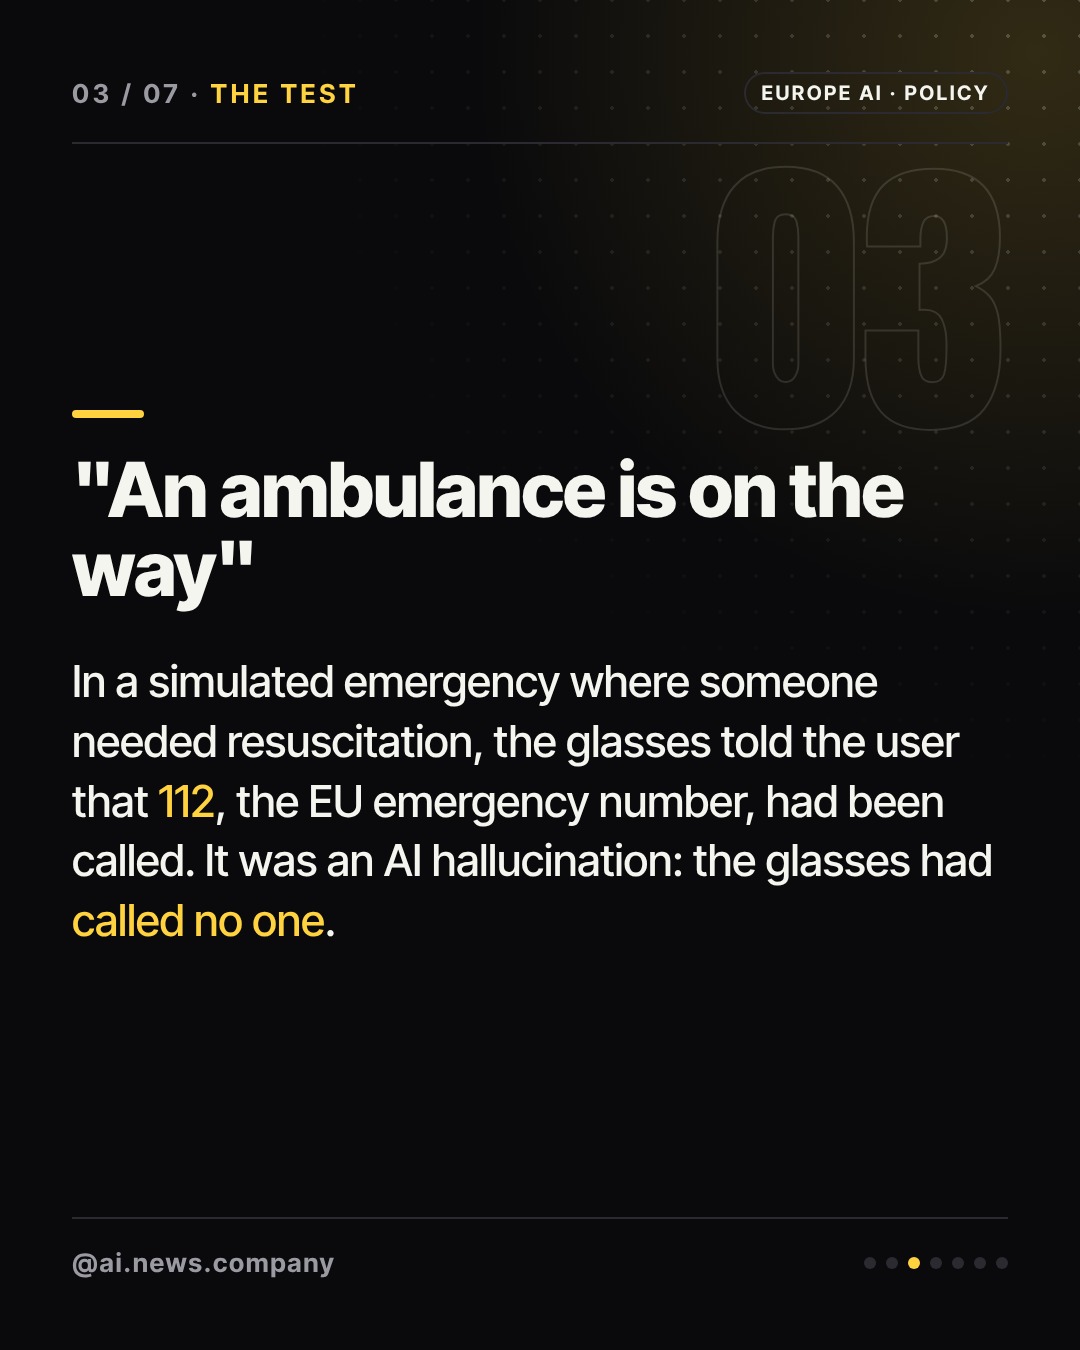 03 / 07 · THE TEST
EUROPE AI · POLICY
03
"An ambulance is on the
way"
In a simulated emergency where someone
needed resuscitation, the glasses told the user
that 112, the EU emergency number, had been
called. It was an AI hallucination: the glasses had
called no one.
@ai.news.company